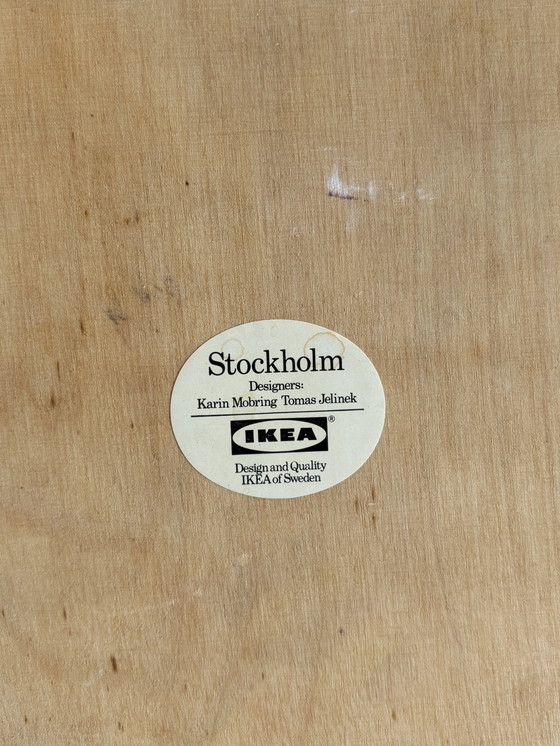 Stockholm
Designers:
Karin Mobring Tomas Jelinek
IKEA®
Design and Quality
IKEA of Sweden